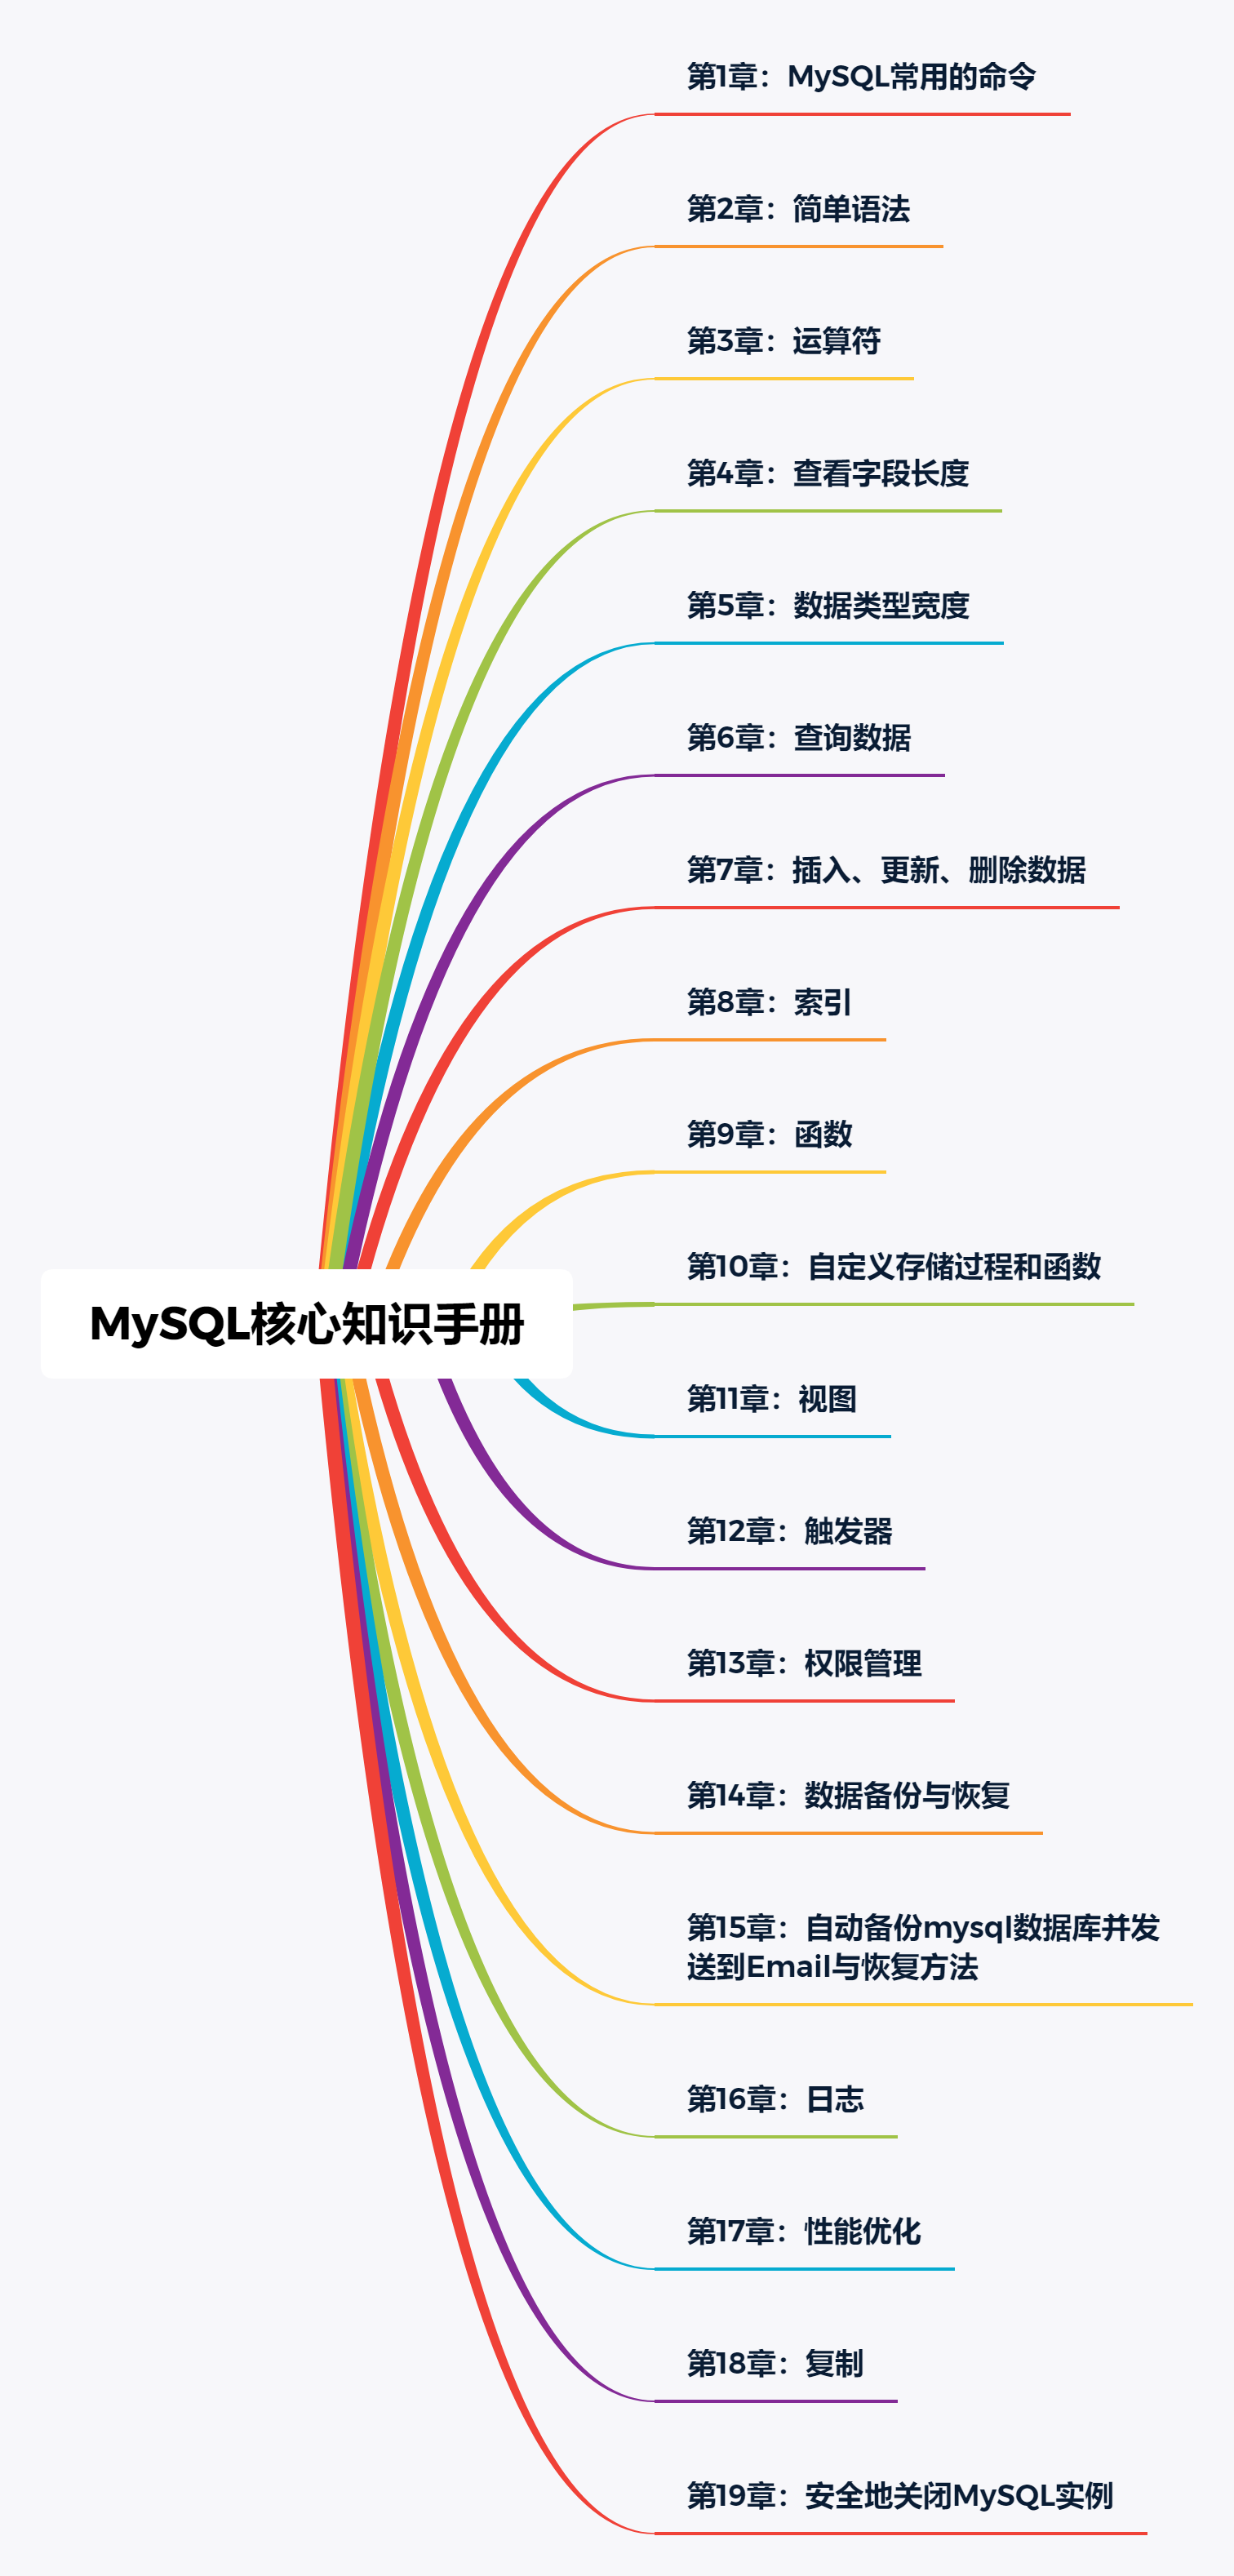 第1章：MySQL常用的命令
第2章：简单语法
第3章：运算符
第4章：查看字段长度
第5章：数据类型宽度
第6章：查询数据
第7章：插入、更新、删除数据
第8章：索引
第9章：函数
第10章：自定义存储过程和函数
MySQL核心知识手册
第11章：视图
第12章：触发器
第13章：权限管理
第14章：数据备份与恢复
第15章：自动备份mysql数据库并发
送到Email与恢复方法
第16章：日志
第17章：性能优化
第18章：复制
第19章：安全地关闭MySQL实例